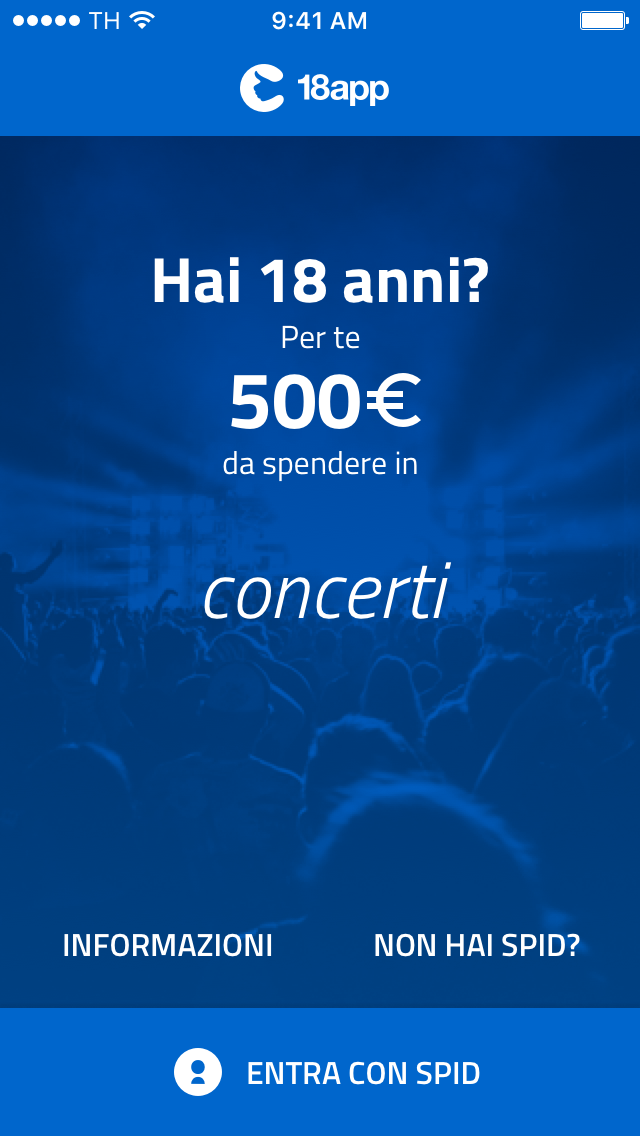 TH 9:41 AM
18app
Hai 18 anni?
Per te
500€
da spendere in
concerti
INFORMAZIONI NON HAI SPID?
ENTRA CON SPID